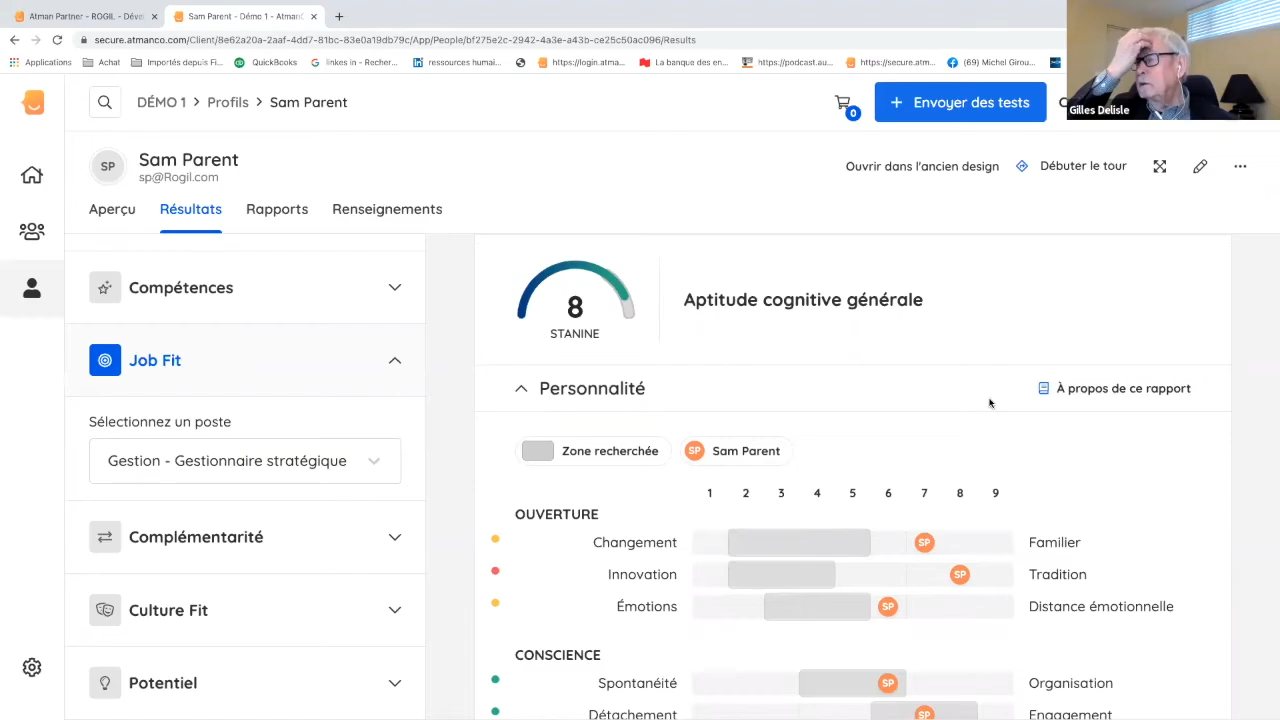 Atman Partner - ROGIL - Déve
Sam Parent - Démo 1 - AtmanC
secure.atmanco.com/Client/8e62a20a-2aaf-4dd7-81bc-83e0a19db79c/App/People/bf275e2c-2942-4a3e-a43b-ce25c50ac096/Results
Applications
Achat
Importés depuis Fi...
QuickBooks
linkes in - Recher...
ressources humai...
https://login.atma...
La banque des en...
https://podcast.au...
https://secure.atm...
(69) Michel Girou...
Gilles Delisle
DÉMO 1 > Profils > Sam Parent
0
+ Envoyer des tests
SP
Sam Parent
sp@Rogil.com
Ouvrir dans l'ancien design
Débuter le tour
Aperçu
Résultats
Rapports
Renseignements
Compétences
Job Fit
Sélectionnez un poste
Gestion - Gestionnaire stratégique
Complémentarité
Culture Fit
Potentiel
8
STANINE
Aptitude cognitive générale
Personnalité
À propos de ce rapport
Zone recherchée
SP Sam Parent
1 2 3 4 5 6 7 8 9
OUVERTURE
Changement SP Familier
Innovation SP Tradition
Émotions SP Distance émotionnelle
CONSCIENCE
Spontanéité SP Organisation
Détachement SP Engagement